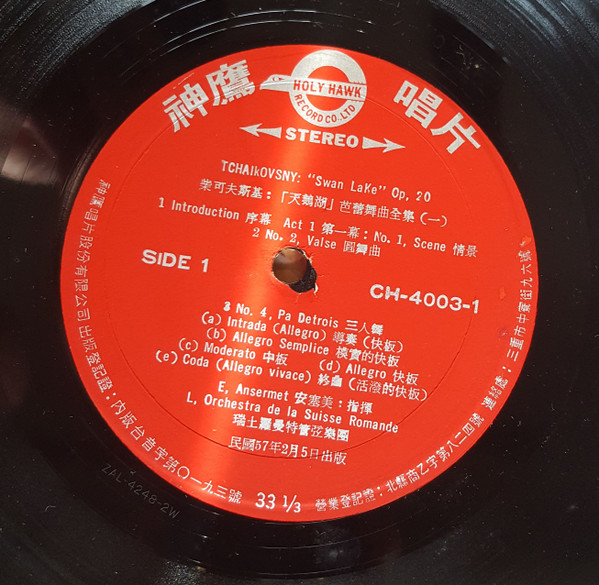 神鷹 唱片
HOLY HAWK
RECORD CO., LTD
STEREO
TCHAIKOVSNY: "Swan Lake" Op, 20
柴可夫斯基:「天鵝湖」芭蕾舞曲全集(一)
1 Introduction 序幕 Act 1 第一幕: No. 1, Scene 情景
2 No. 2, Valse 圓舞曲
SIDE 1
CH-4003-1
3 No. 4, Pa Detrois 三人舞
(a) Intrada (Allegro) 導奏 (快板)
(b) Allegro Semplice 樸實的快板
(c) Moderato 中板 (d) Allegro 快板
(e) Coda (Allegro vivace) 終曲 (活潑的快板)
E, Ansermet 安塞美:指揮
L, Orchestra de la Suisse Romande
瑞士羅曼特管弦樂團
民國57年2月5日出版
神鷹唱片股份有限公司出版登記證:內版台音字第〇一九三號
33 1/3
營業登記證:北縣商乙字第八二四號 連絡處:三重市中寮街九六號
ZAL-4248-2W